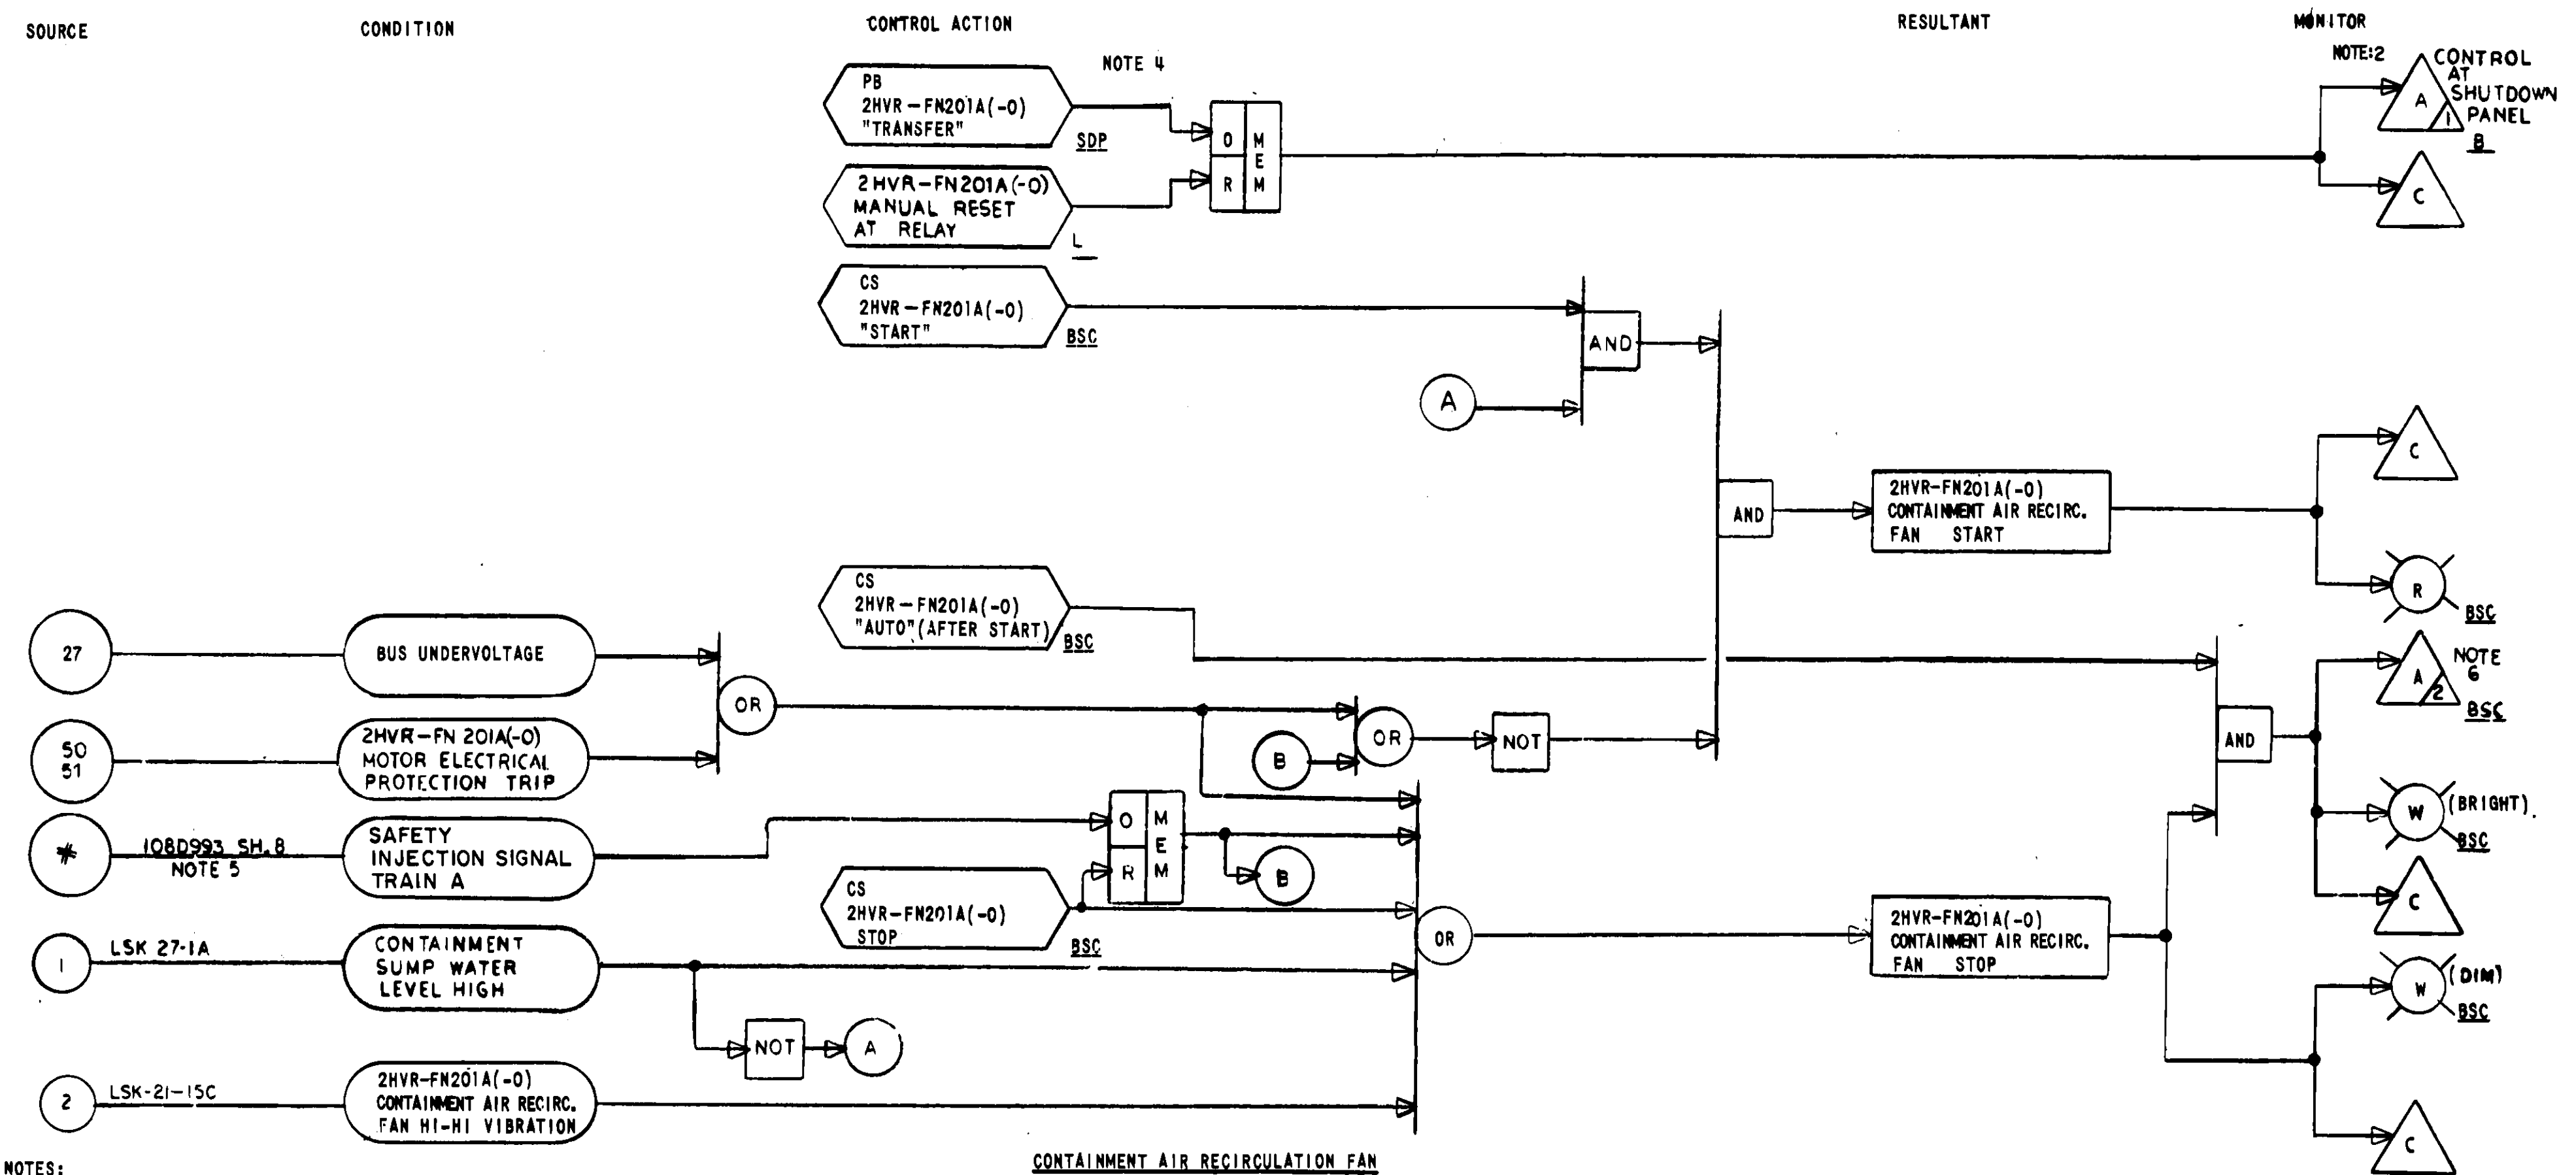 SOURCE
CONDITION
CONTROL ACTION
RESULTANT
MONITOR
NOTE 4
NOTE:2
PB
2HVR-FN201A(-0)
"TRANSFER"
SDP
2HVR-FN201A(-0)
MANUAL RESET
AT RELAY
L
O
R
M
E
M
A
1
CONTROL
AT
SHUTDOWN
PANEL
B
C
CS
2HVR-FN201A(-0)
"START"
BSC
A
AND
AND
2HVR-FN201A(-0)
CONTAINMENT AIR RECIRC.
FAN START
C
R
BSC
CS
2HVR-FN201A(-0)
"AUTO"(AFTER START)
BSC
27
BUS UNDERVOLTAGE
50
51
2HVR-FN 201A(-0)
MOTOR ELECTRICAL
PROTECTION TRIP
OR
B
OR
NOT
AND
A
2
NOTE
6
BSC
W
(BRIGHT)
BSC
C
#
108D993 SH.8
NOTE 5
SAFETY
INJECTION SIGNAL
TRAIN A
O
R
M
E
M
B
CS
2HVR-FN201A(-0)
STOP
BSC
1
LSK 27-1A
CONTAINMENT
SUMP WATER
LEVEL HIGH
NOT
A
OR
2HVR-FN201A(-0)
CONTAINMENT AIR RECIRC.
FAN STOP
W
(DIM)
BSC
C
2
LSK-21-15C
2HVR-FN201A(-0)
CONTAINMENT AIR RECIRC.
FAN HI-HI VIBRATION
NOTES:
CONTAINMENT AIR RECIRCULATION FAN